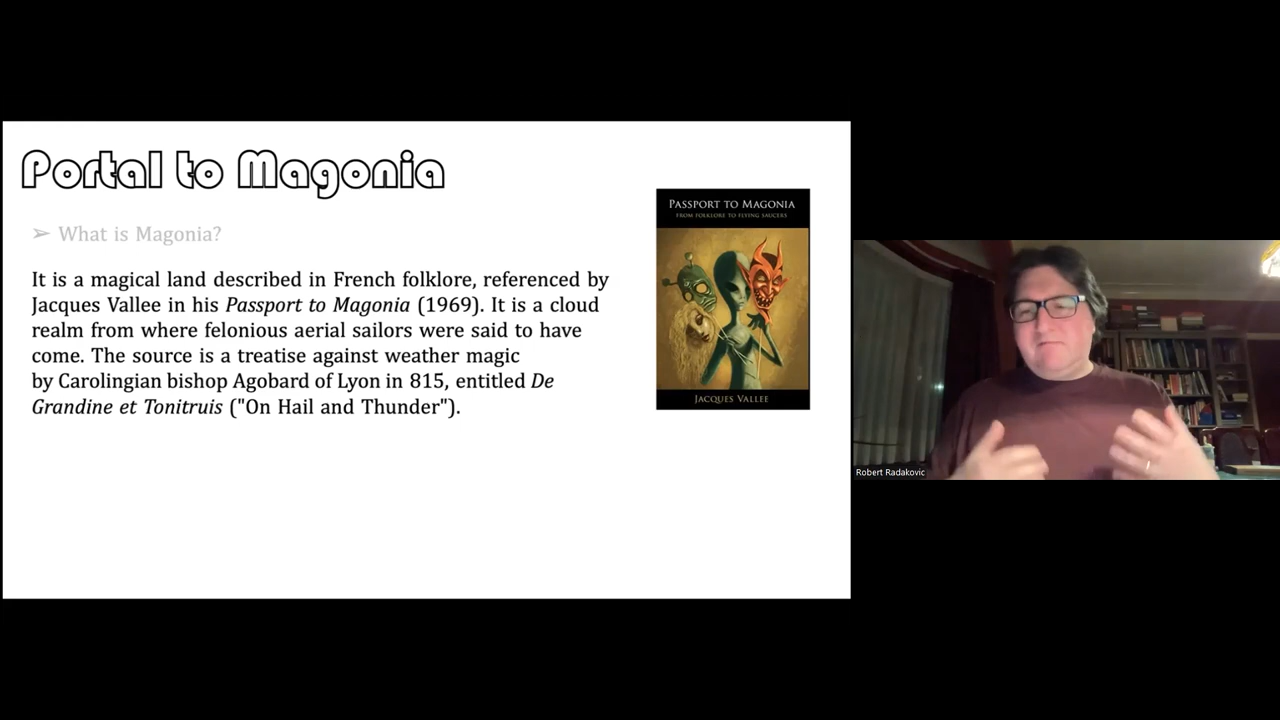 Portal to Magonia
➢ What is Magonia?
It is a magical land described in French folklore, referenced by
Jacques Vallee in his Passport to Magonia (1969). It is a cloud
realm from where felonious aerial sailors were said to have
come. The source is a treatise against weather magic
by Carolingian bishop Agobard of Lyon in 815, entitled De
Grandine et Tonitruis ("On Hail and Thunder").
PASSPORT TO MAGONIA
FROM FOLKLORE TO FLYING SAUCERS
JACQUES VALLEE
Robert Radakovic